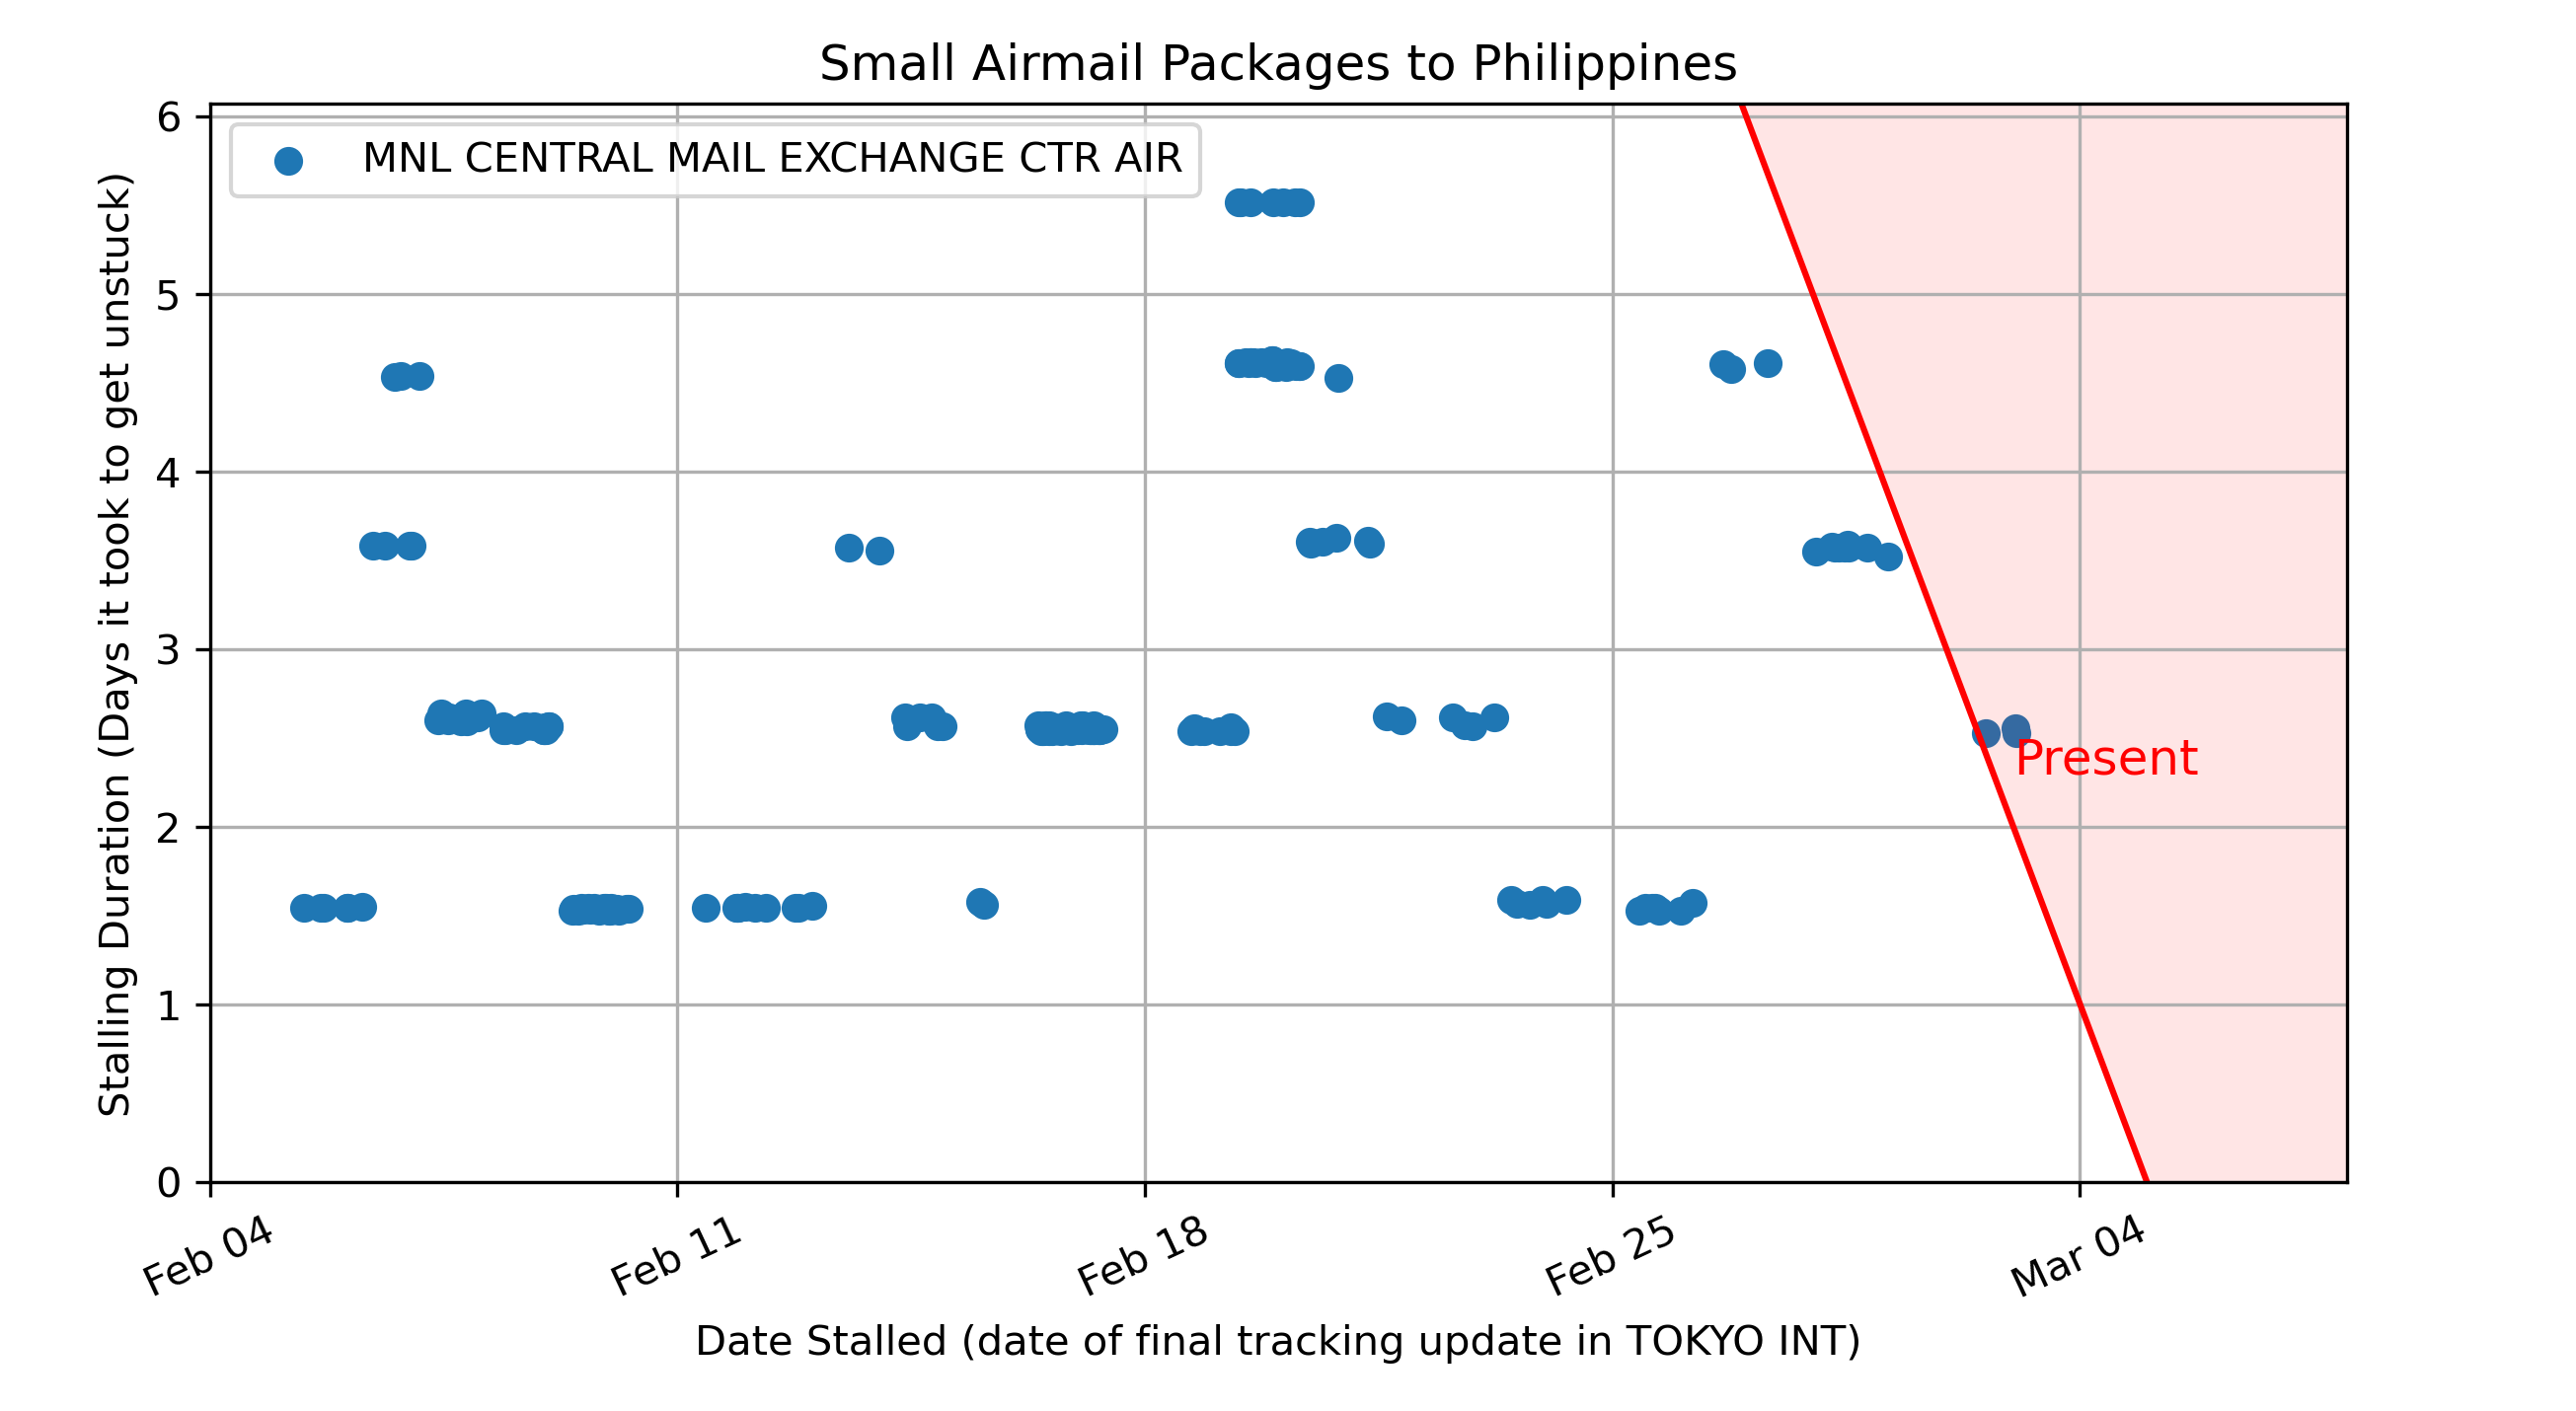 Small Airmail Packages to Philippines
MNL CENTRAL MAIL EXCHANGE CTR AIR
Stalling Duration (Days it took to get unstuck)
6
5
4
3
2
1
0
Present
Feb 04
Feb 11
Feb 18
Feb 25
Mar 04
Date Stalled (date of final tracking update in TOKYO INT)